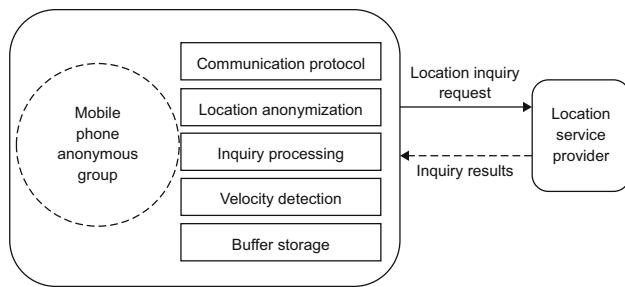 Mobile
phone
anonymous
group
Communication protocol
Location anonymization
Inquiry processing
Velocity detection
Buffer storage
Location inquiry
request
Inquiry results
Location
service
provider